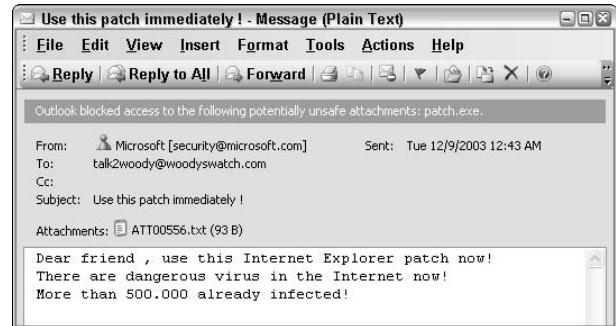 Use this patch immediately ! - Message (Plain Text)
File Edit View Insert Format Tools Actions Help
Reply Reply to All Forward
Outlook blocked access to the following potentially unsafe attachments: patch.exe.
From: Microsoft [security@microsoft.com] Sent: Tue 12/9/2003 12:43 AM
To: talk2woody@woodyswatch.com
Cc:
Subject: Use this patch immediately !
Attachments: ATT00556.txt (93 B)
Dear friend , use this Internet Explorer patch now!
There are dangerous virus in the Internet now!
More than 500.000 already infected!